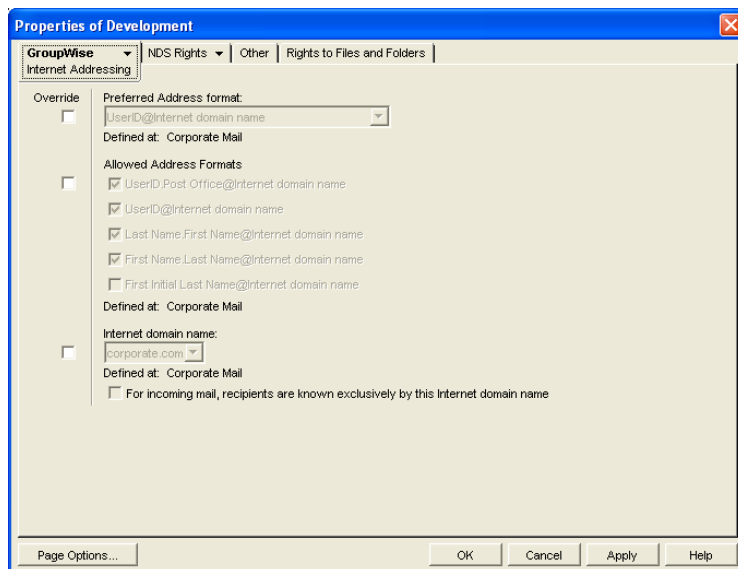 Properties of Development
GroupWise
NDS Rights
Other
Rights to Files and Folders
Internet Addressing
Override
Preferred Address format:
UserID@Internet domain name
Defined at: Corporate Mail
Allowed Address Formats
UserID.Post Office@Internet domain name
UserID@Internet domain name
Last Name.First Name@Internet domain name
First Name.Last Name@Internet domain name
First Initial Last Name@Internet domain name
Defined at: Corporate Mail
Internet domain name:
corporate.com
Defined at: Corporate Mail
For incoming mail, recipients are known exclusively by this Internet domain name
Page Options...
OK
Cancel
Apply
Help